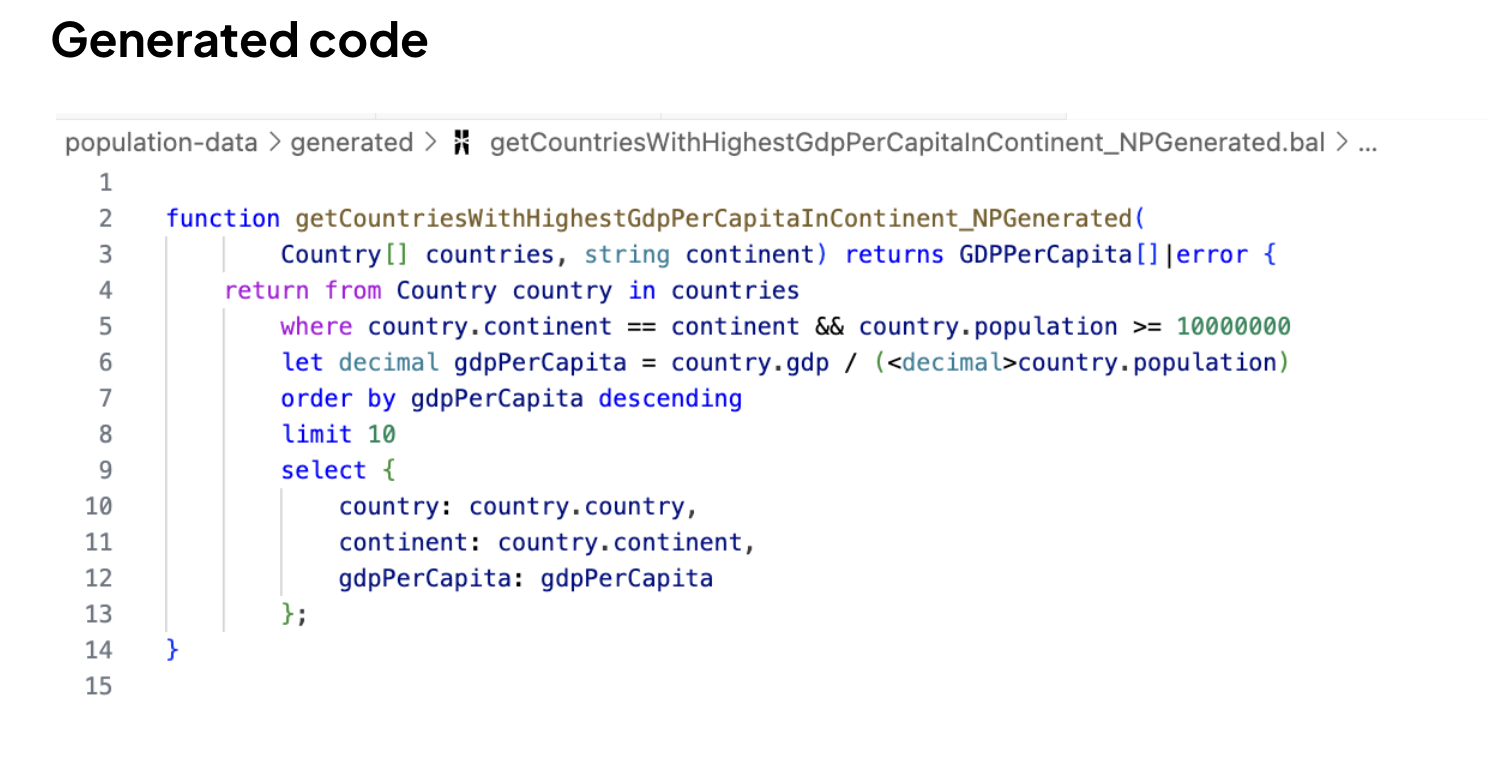 Generated code
population-data > generated > getCountriesWithHighestGdpPerCapitaInContinent_NPGenerated.bal > ...
1
2 function getCountriesWithHighestGdpPerCapitaInContinent_NPGenerated(
3 Country[] countries, string continent) returns GDPPerCapita[]|error {
4 return from Country country in countries
5 where country.continent == continent && country.population >= 10000000
6 let decimal gdpPerCapita = country.gdp / (<decimal>country.population)
7 order by gdpPerCapita descending
8 limit 10
9 select {
10 country: country.country,
11 continent: country.continent,
12 gdpPerCapita: gdpPerCapita
13 };
14 }
15